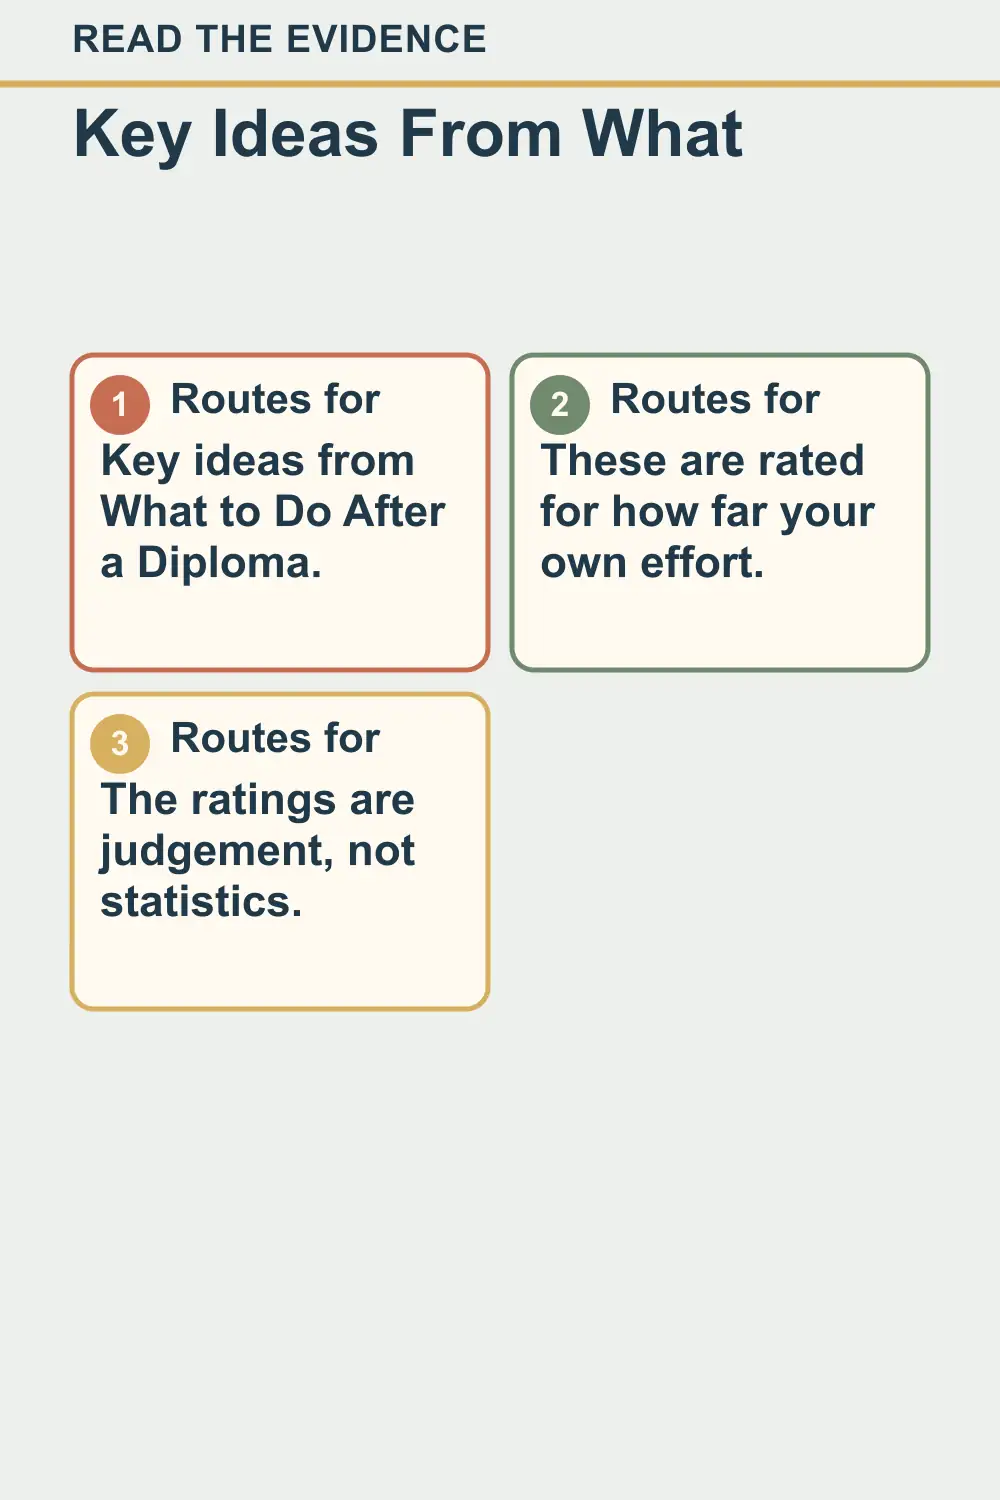 READ THE EVIDENCE
Key Ideas From What
1 Routes for
Key ideas from
What to Do After
a Diploma.
2 Routes for
These are rated
for how far your
own effort.
3 Routes for
The ratings are
judgement, not
statistics.